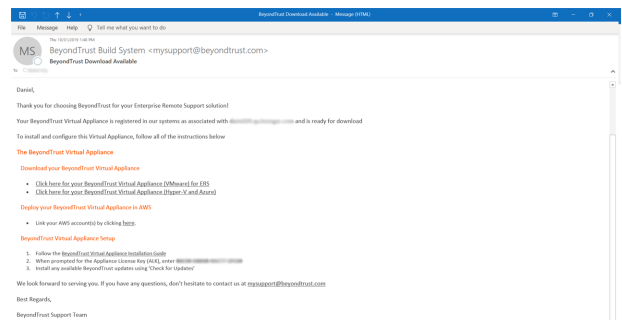 BeyondTrust Download Available - Message (HTML)
File Message Help Tell me what you want to do
Thu 10/31/2019 1:40 PM
MS
BeyondTrust Build System <mysupport@beyondtrust.com>
BeyondTrust Download Available
To
Daniel,
Thank you for choosing BeyondTrust for your Enterprise Remote Support solution!
Your BeyondTrust Virtual Appliance is registered in our systems as associated with and is ready for download
To install and configure this Virtual Appliance, follow all of the instructions below
The BeyondTrust Virtual Appliance
Download your BeyondTrust Virtual Appliance
• Click here for your BeyondTrust Virtual Appliance (VMware) for ERS
• Click here for your BeyondTrust Virtual Appliance (Hyper-V and Azure)
Deploy your BeyondTrust Virtual Appliance in AWS
• Link your AWS account(s) by clicking here.
BeyondTrust Virtual Appliance Setup
1. Follow the BeyondTrust Virtual Appliance Installation Guide
2. When prompted for the Appliance License Key (ALK), enter
3. Install any available BeyondTrust updates using 'Check for Updates'
We look forward to serving you. If you have any questions, don't hesitate to contact us at mysupport@beyondtrust.com
Best Regards,
BeyondTrust Support Team